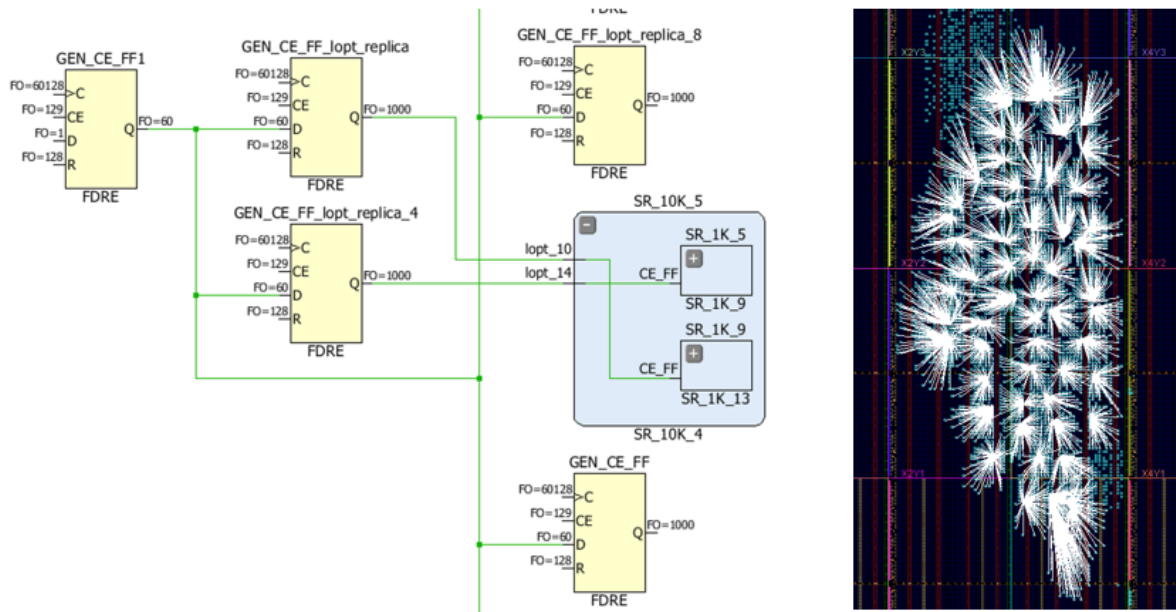 GEN_CE_FF1
FO=60128
C
FO=129
CE
FO=1
D
FO=128
R
Q
FO=60
FDRE
GEN_CE_FF_lopt_replica
FO=60128
C
FO=129
CE
FO=60
D
FO=128
R
Q
FO=1000
FDRE
GEN_CE_FF_lopt_replica_4
FO=60128
C
FO=129
CE
FO=60
D
FO=128
R
Q
FO=1000
FDRE
FDRE
GEN_CE_FF_lopt_replica_8
FO=60128
C
FO=129
CE
FO=60
D
FO=128
R
Q
FO=1000
FDRE
SR_10K_5
lopt_10
lopt_14
SR_1K_5
CE_FF
SR_1K_9
SR_1K_9
CE_FF
SR_1K_13
SR_10K_4
GEN_CE_FF
FO=60128
C
FO=129
CE
FO=60
D
FO=128
R
Q
FO=1000
FDRE
X2Y3
X4Y3
X4Y2
X2Y1
X4Y1